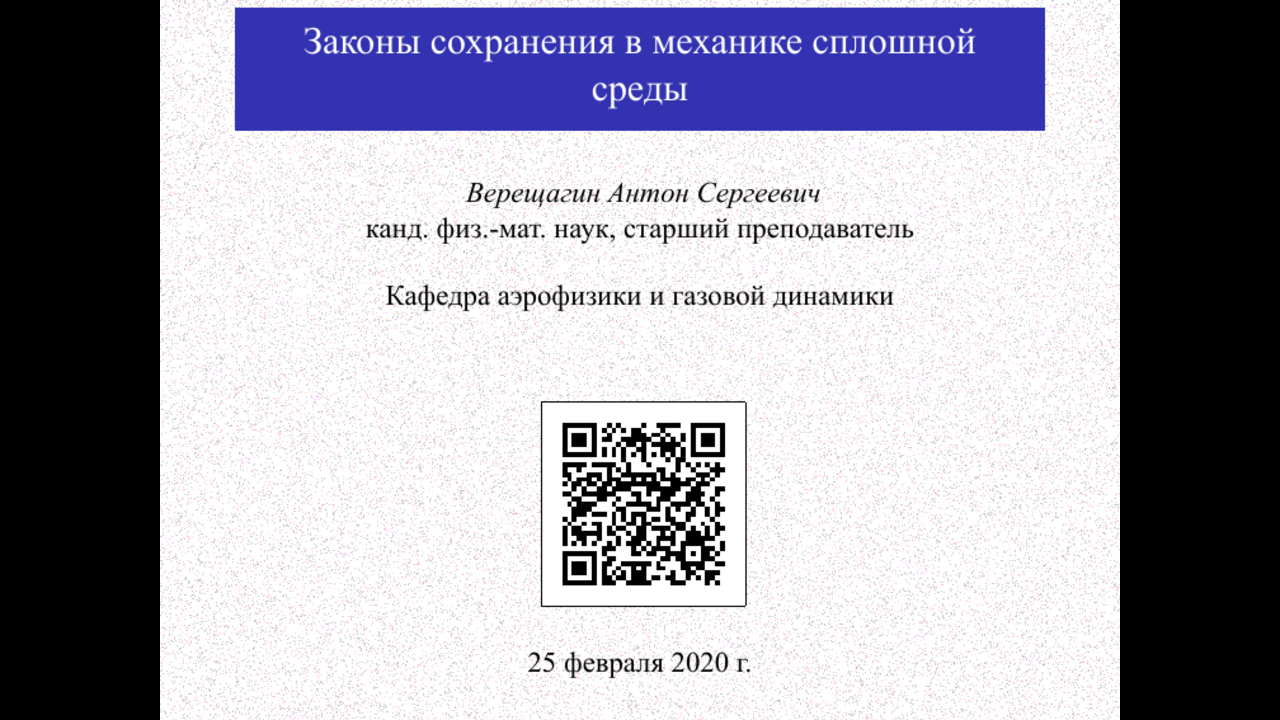 Законы сохранения в механике сплошной
среды
Верещагин Антон Сергеевич
канд. физ.-мат. наук, старший преподаватель
Кафедра аэрофизики и газовой динамики
25 февраля 2020 г.